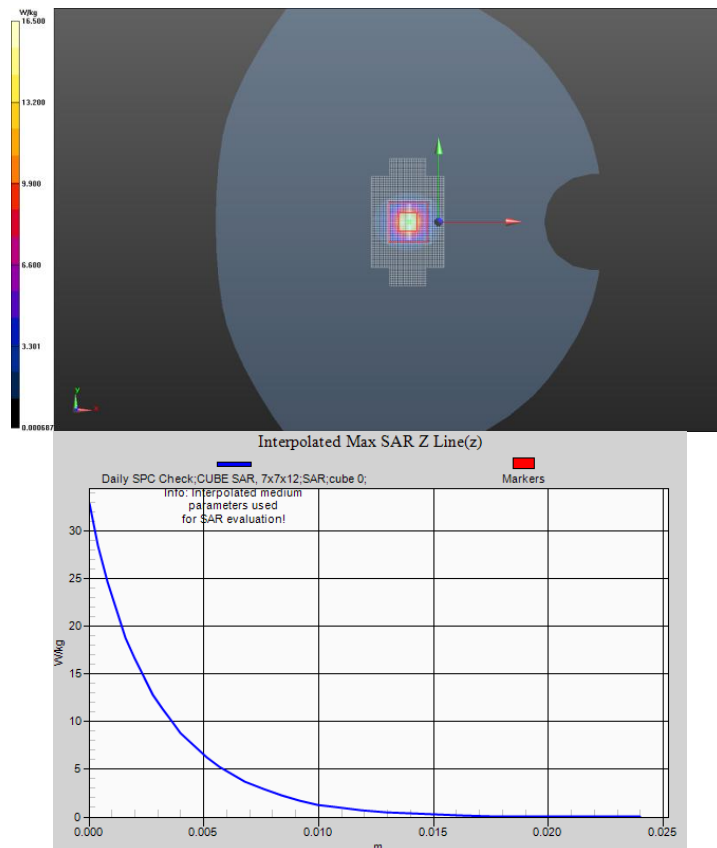 W/kg
16.500
13.200
9.900
6.600
3.301
0.000687
y
x
Interpolated Max SAR Z Line(z)
Daily SPC Check;CUBE SAR, 7x7x12;SAR;cube 0;
Markers
Info: Interpolated medium
parameters used
for SAR evaluation!
W/kg
30
25
20
15
10
5
0
0.000
0.005
0.010
0.015
0.020
0.025
m